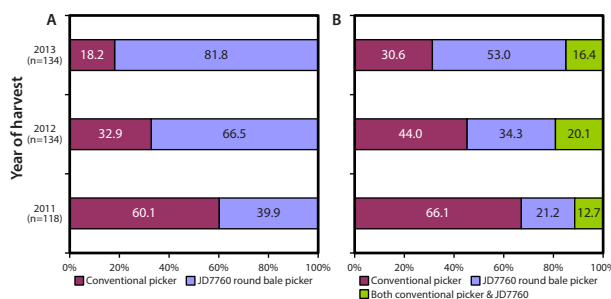 A
B
Year of harvest
2013
(n=134)
18.2 81.8
30.6 53.0 16.4
2012
(n=134)
32.9 66.5
44.0 34.3 20.1
2011
(n=118)
60.1 39.9
66.1 21.2 12.7
0% 20% 40% 60% 80% 100%
0% 20% 40% 60% 80% 100%
Conventional picker JD7760 round bale picker
Conventional picker JD7760 round bale picker
Both conventional picker & JD7760